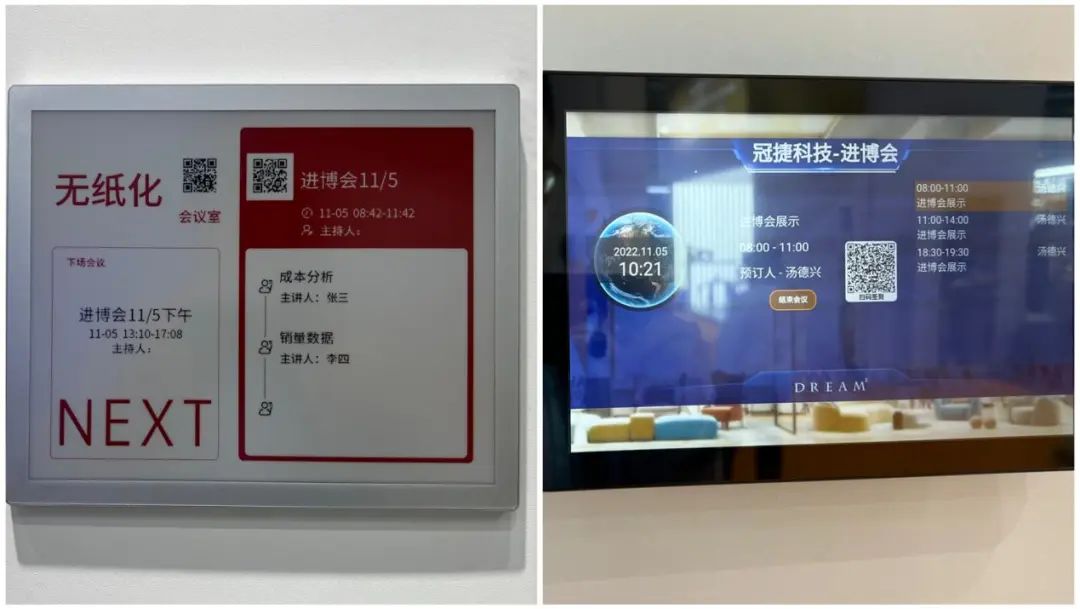 无纸化
会议室
下场会议
进博会11/5下午
11-05 13:10-17:08
主持人：
NEXT
进博会11/5
11-05 08:42-11:42
主持人：
成本分析
主讲人：张三
销量数据
主讲人：李四
冠捷科技-进博会
2022.11.05
10:21
进博会展示
08:00 - 11:00
预订人 - 汤德兴
结束会议
扫码签到
08:00-11:00 汤德兴
进博会展示
11:00-14:00 汤德兴
进博会展示
18:30-19:30 汤德兴
进博会展示
DREAM